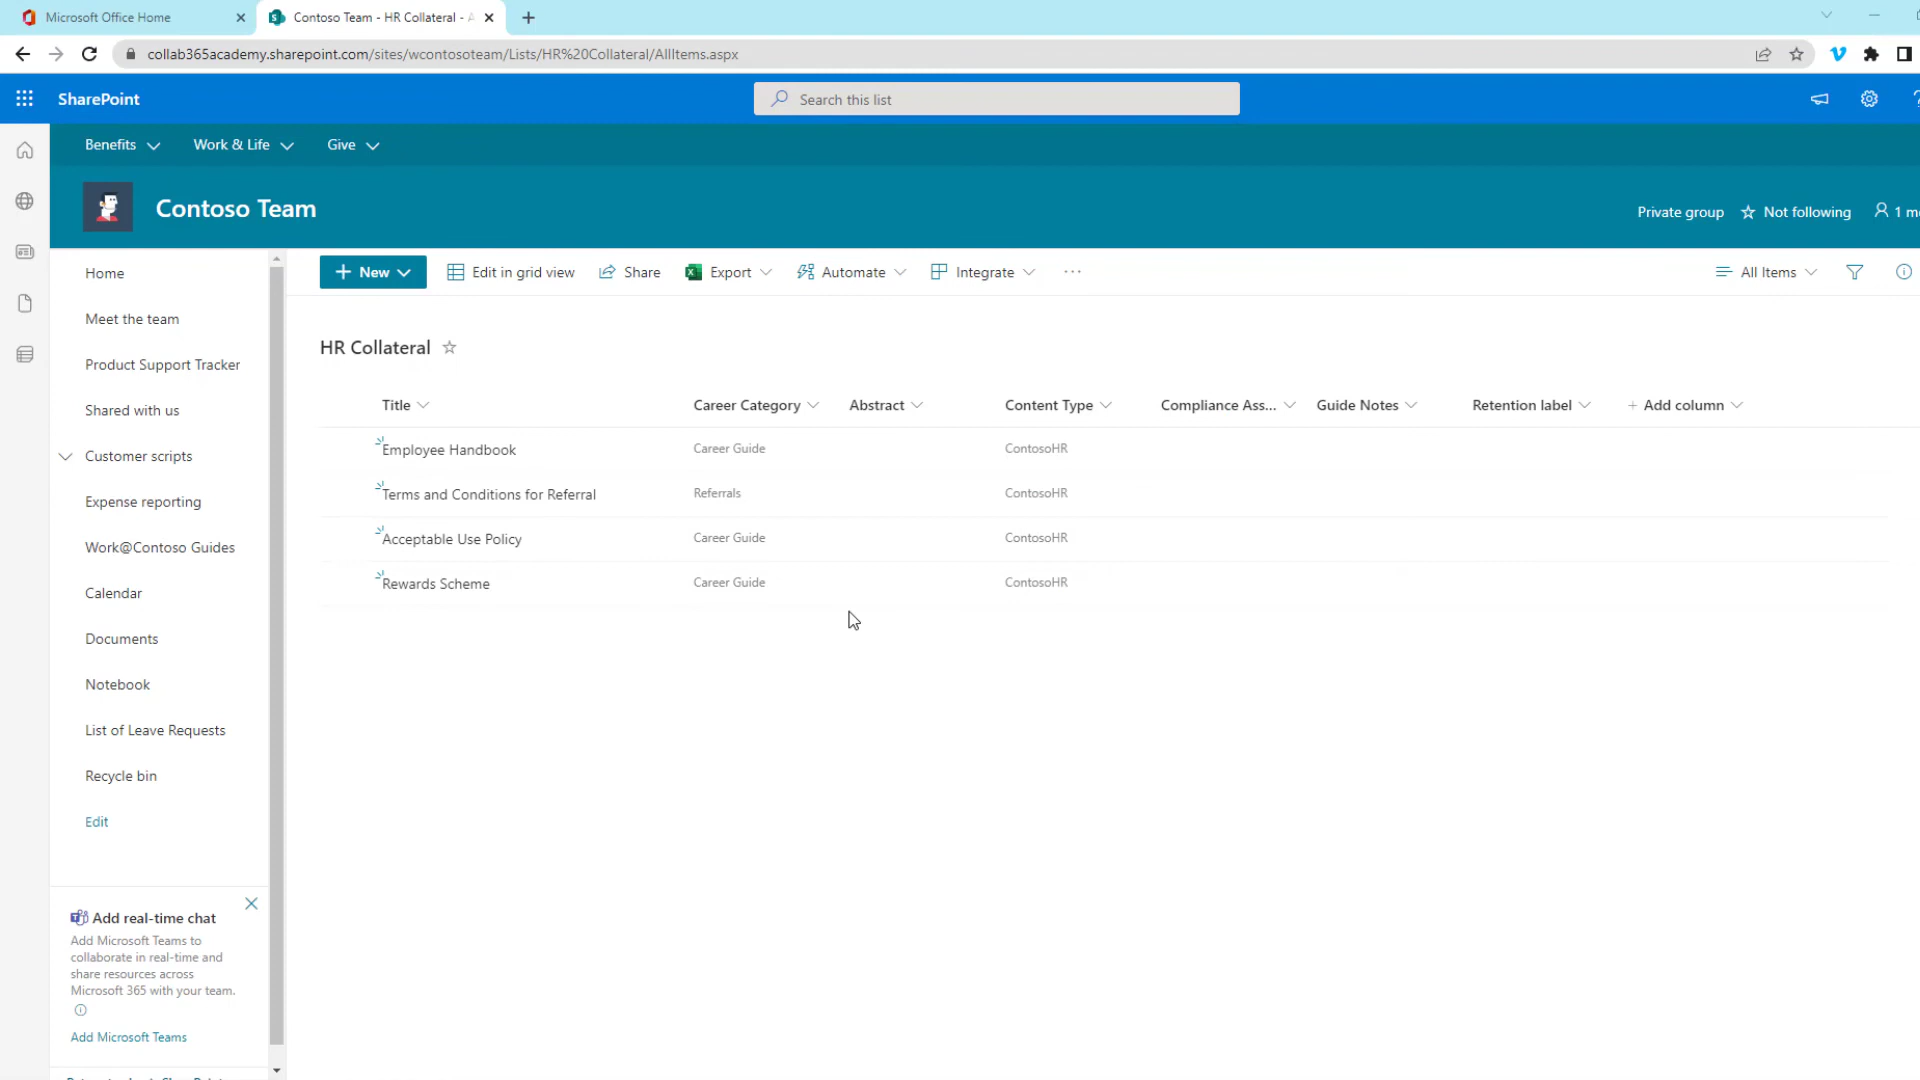 Microsoft Office Home
Contoso Team - HR Collateral -
collab365academy.sharepoint.com/sites/wcontosoteam/Lists/HR%20Collateral/AllItems.aspx
SharePoint
Search this list
Benefits
Work & Life
Give
Contoso Team
Private group
Not following
1 m
Home
Meet the team
Product Support Tracker
Shared with us
Customer scripts
Expense reporting
Work@Contoso Guides
Calendar
Documents
Notebook
List of Leave Requests
Recycle bin
Edit
Add real-time chat
Add Microsoft Teams to
collaborate in real-time and
share resources across
Microsoft 365 with your team.
Add Microsoft Teams
+ New
Edit in grid view
Share
Export
Automate
Integrate
All Items
HR Collateral
Title Career Category Abstract Content Type Compliance Ass... Guide Notes Retention label + Add column
Employee Handbook Career Guide ContosoHR
Terms and Conditions for Referral Referrals ContosoHR
Acceptable Use Policy Career Guide ContosoHR
Rewards Scheme Career Guide ContosoHR